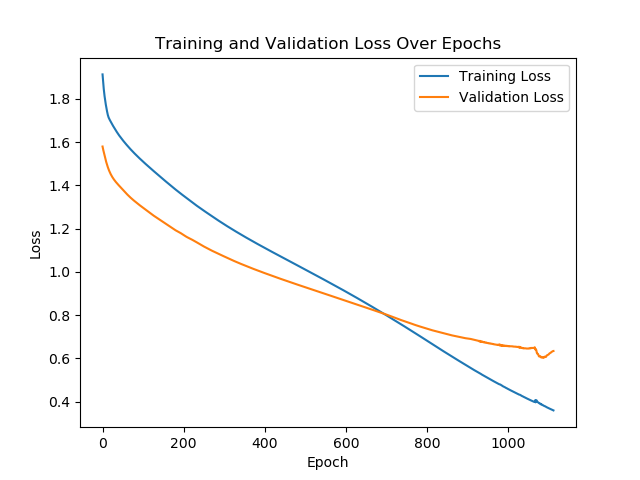 Training and Validation Loss Over Epochs
Training Loss
Validation Loss
Loss
1.8
1.6
1.4
1.2
1.0
0.8
0.6
0.4
0
200
400
600
800
1000
Epoch